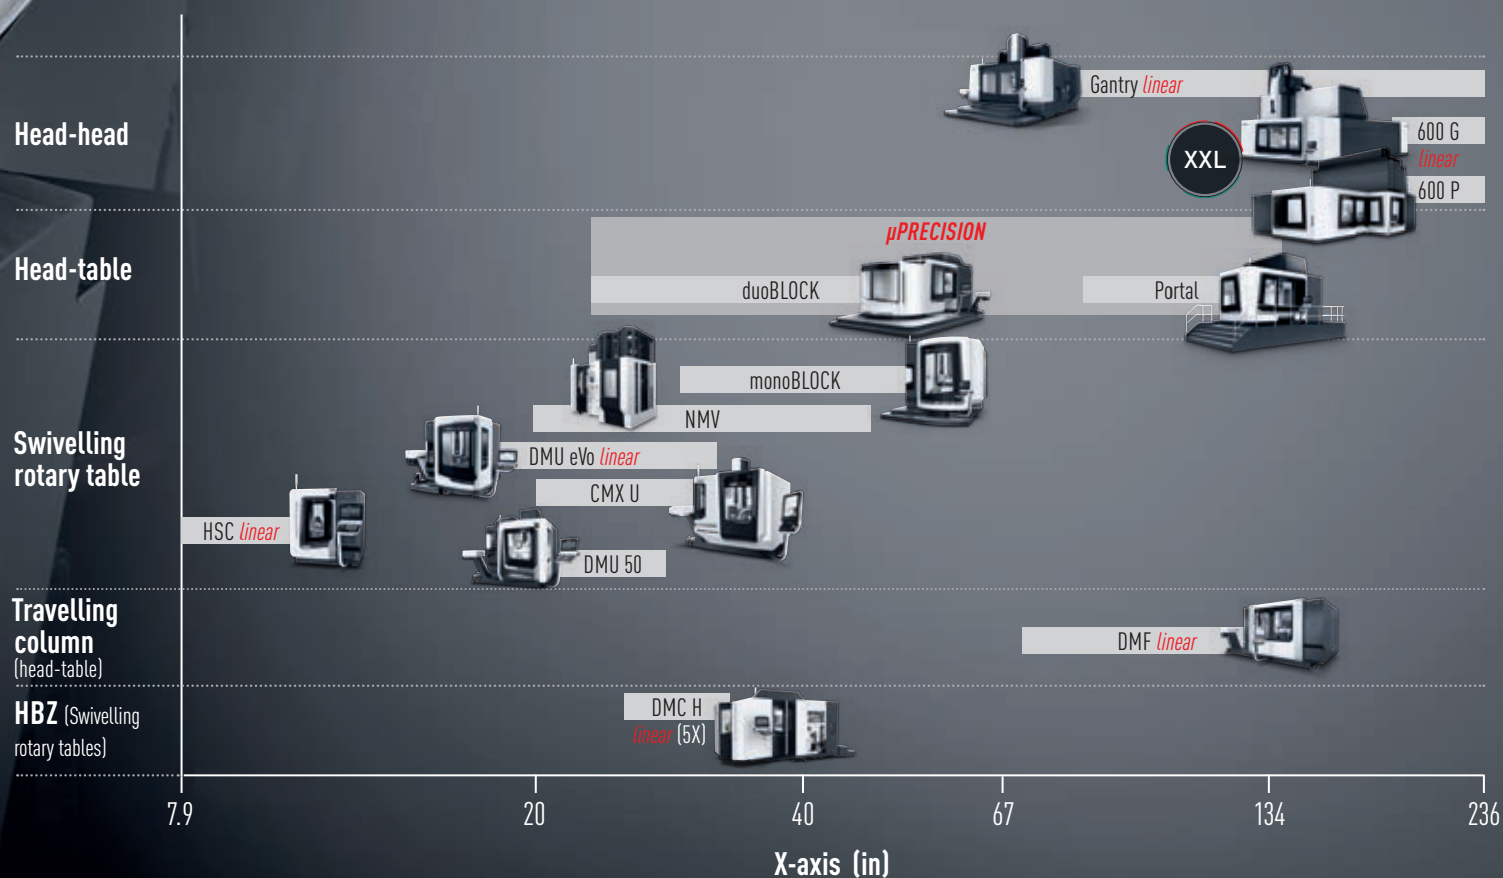 Gantry linear
Head-head
600 G
linear
XXL
600 P
µPRECISION
Head-table
duoBLOCK
Portal
monoBLOCK
NMV
Swivelling
rotary table
DMU eVo linear
CMX U
HSC linear
DMU 50
Travelling
column
(head-table)
DMF linear
HBZ (Swivelling
rotary tables)
DMC H
linear (5X)
7.9
20
40
67
134
236
X-axis (in)